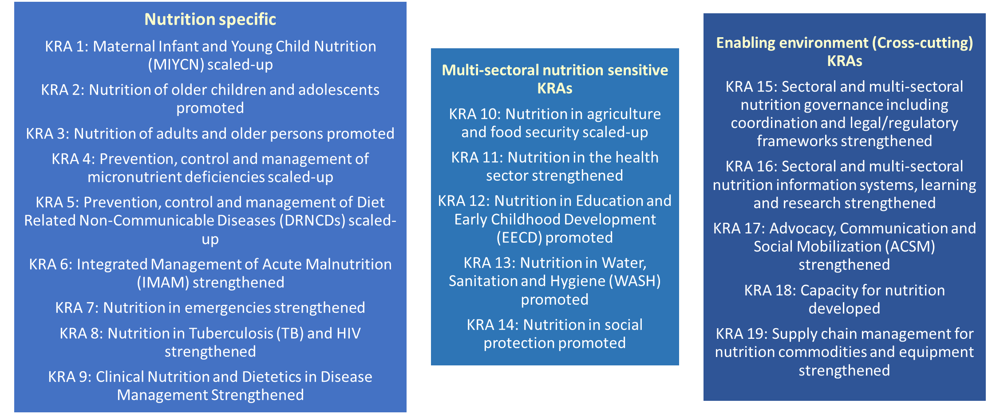 Nutrition specific
KRA 1: Maternal Infant and Young Child Nutrition
(MIYCN) scaled-up
KRA 2: Nutrition of older children and adolescents
promoted
KRA 3: Nutrition of adults and older persons promoted
KRA 4: Prevention, control and management of
micronutrient deficiencies scaled-up
KRA 5: Prevention, control and management of Diet
Related Non-Communicable Diseases (DRNCDs) scaled-
up
KRA 6: Integrated Management of Acute Malnutrition
(IMAM) strengthened
KRA 7: Nutrition in emergencies strengthened
KRA 8: Nutrition in Tuberculosis (TB) and HIV
strengthened
KRA 9: Clinical Nutrition and Dietetics in Disease
Management Strengthened
Multi-sectoral nutrition sensitive
KRAs
KRA 10: Nutrition in agriculture
and food security scaled-up
KRA 11: Nutrition in the health
sector strengthened
KRA 12: Nutrition in Education and
Early Childhood Development
(EECD) promoted
KRA 13: Nutrition in Water,
Sanitation and Hygiene (WASH)
promoted
KRA 14: Nutrition in social
protection promoted
Enabling environment (Cross-cutting)
KRAs
KRA 15: Sectoral and multi-sectoral
nutrition governance including
coordination and legal/regulatory
frameworks strengthened
KRA 16: Sectoral and multi-sectoral
nutrition information systems, learning
and research strengthened
KRA 17: Advocacy, Communication and
Social Mobilization (ACSM)
strengthened
KRA 18: Capacity for nutrition
developed
KRA 19: Supply chain management for
nutrition commodities and equipment
strengthened